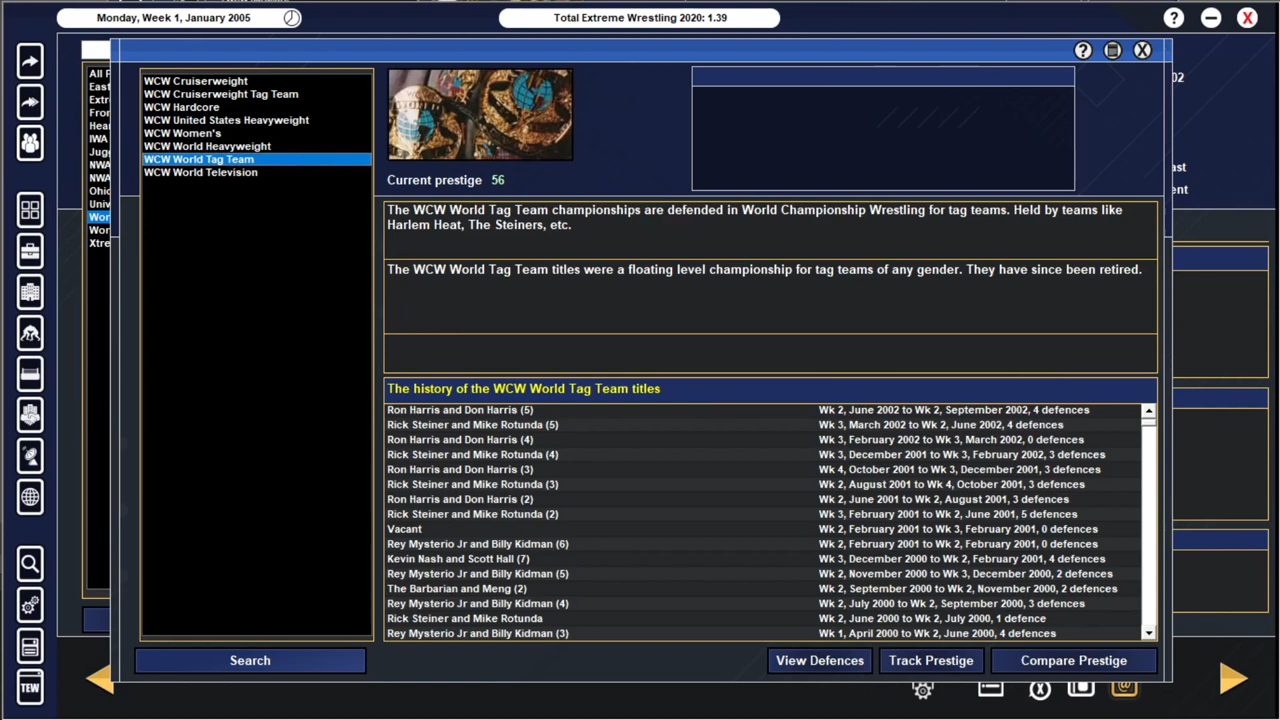 Monday, Week 1, January 2005
Total Extreme Wrestling 2020: 1.39
?
X
?
X
All F
East
Extr
Fron
Hear
IWA
Jugg
NWA
NWA
Ohic
Univ
Wor
Wor
Xtre
WCW Cruiserweight
WCW Cruiserweight Tag Team
WCW Hardcore
WCW United States Heavyweight
WCW Women's
WCW World Heavyweight
WCW World Tag Team
WCW World Television
Current prestige 56
02
ast
ent
The WCW World Tag Team championships are defended in World Championship Wrestling for tag teams. Held by teams like
Harlem Heat, The Steiners, etc.
The WCW World Tag Team titles were a floating level championship for tag teams of any gender. They have since been retired.
The history of the WCW World Tag Team titles
Ron Harris and Don Harris (5) Wk 2, June 2002 to Wk 2, September 2002, 4 defences
Rick Steiner and Mike Rotunda (5) Wk 3, March 2002 to Wk 2, June 2002, 4 defences
Ron Harris and Don Harris (4) Wk 3, February 2002 to Wk 3, March 2002, 0 defences
Rick Steiner and Mike Rotunda (4) Wk 3, December 2001 to Wk 3, February 2002, 3 defences
Ron Harris and Don Harris (3) Wk 4, October 2001 to Wk 3, December 2001, 3 defences
Rick Steiner and Mike Rotunda (3) Wk 2, August 2001 to Wk 4, October 2001, 3 defences
Ron Harris and Don Harris (2) Wk 2, June 2001 to Wk 2, August 2001, 3 defences
Rick Steiner and Mike Rotunda (2) Wk 3, February 2001 to Wk 2, June 2001, 5 defences
Vacant Wk 2, February 2001 to Wk 3, February 2001, 0 defences
Rey Mysterio Jr and Billy Kidman (6) Wk 2, February 2001 to Wk 2, February 2001, 0 defences
Kevin Nash and Scott Hall (7) Wk 3, December 2000 to Wk 2, February 2001, 4 defences
Rey Mysterio Jr and Billy Kidman (5) Wk 2, November 2000 to Wk 3, December 2000, 2 defences
The Barbarian and Meng (2) Wk 2, September 2000 to Wk 2, November 2000, 2 defences
Rey Mysterio Jr and Billy Kidman (4) Wk 2, July 2000 to Wk 2, September 2000, 3 defences
Rick Steiner and Mike Rotunda Wk 2, June 2000 to Wk 2, July 2000, 1 defence
Rey Mysterio Jr and Billy Kidman (3) Wk 1, April 2000 to Wk 2, June 2000, 4 defences
Search
View Defences
Track Prestige
Compare Prestige
TEW